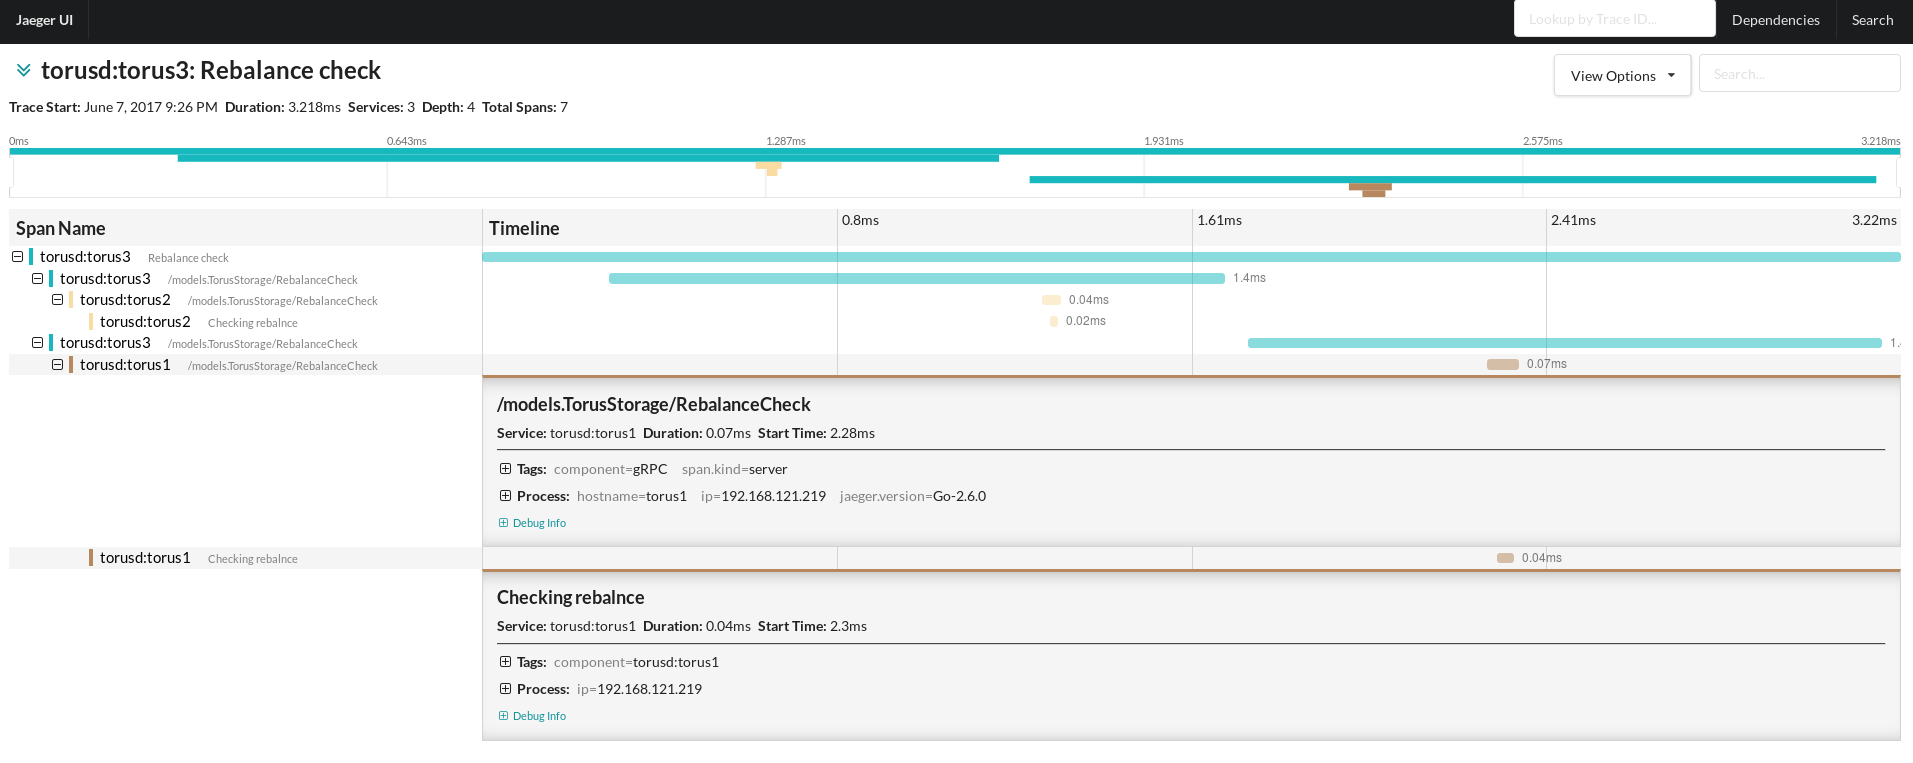 Jaeger UI Lookup by Trace ID... Dependencies Search
torusd:torus3: Rebalance check View Options Search...
Trace Start: June 7, 2017 9:26 PM Duration: 3.218ms Services: 3 Depth: 4 Total Spans: 7
0ms 0.643ms 1.287ms 1.931ms 2.575ms 3.218ms
Span Name Timeline 0.8ms 1.61ms 2.41ms 3.22ms
torusd:torus3 Rebalance check
torusd:torus3 /models.TorusStorage/RebalanceCheck 1.4ms
torusd:torus2 /models.TorusStorage/RebalanceCheck 0.04ms
torusd:torus2 Checking rebalnce 0.02ms
torusd:torus3 /models.TorusStorage/RebalanceCheck 1.
torusd:torus1 /models.TorusStorage/RebalanceCheck 0.07ms
/models.TorusStorage/RebalanceCheck
Service: torusd:torus1 Duration: 0.07ms Start Time: 2.28ms
Tags: component=gRPC span.kind=server
Process: hostname=torus1 ip=192.168.121.219 jaeger.version=Go-2.6.0
Debug Info
torusd:torus1 Checking rebalnce 0.04ms
Checking rebalnce
Service: torusd:torus1 Duration: 0.04ms Start Time: 2.3ms
Tags: component=torusd:torus1
Process: ip=192.168.121.219
Debug Info